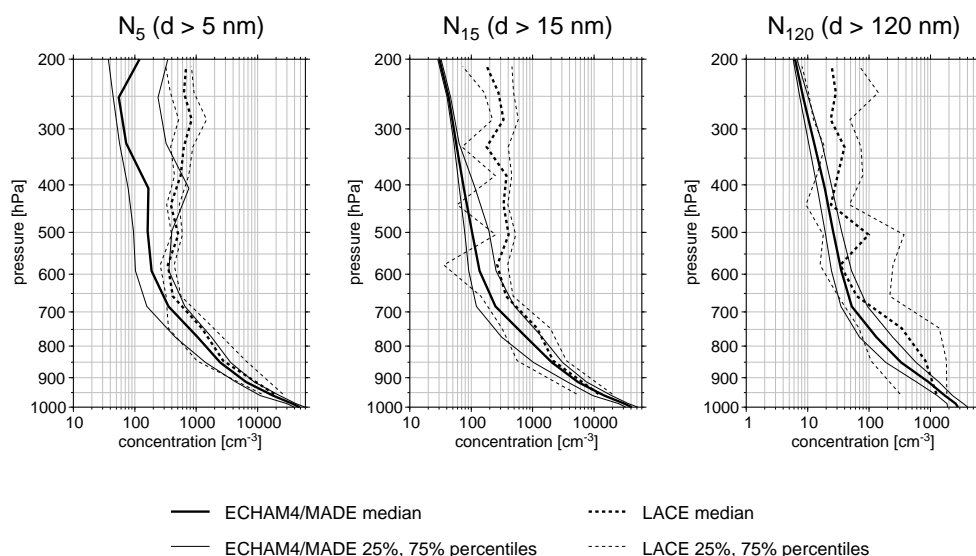 N5 (d > 5 nm)
N15 (d > 15 nm)
N120 (d > 120 nm)
200
300
400
500
600
700
800
900
1000
pressure [hPa]
10 100 1000 10000
concentration [cm-3]
200
300
400
500
600
700
800
900
1000
pressure [hPa]
10 100 1000 10000
concentration [cm-3]
200
300
400
500
600
700
800
900
1000
pressure [hPa]
1 10 100 1000
concentration [cm-3]
ECHAM4/MADE median
LACE median
ECHAM4/MADE 25%, 75% percentiles
LACE 25%, 75% percentiles